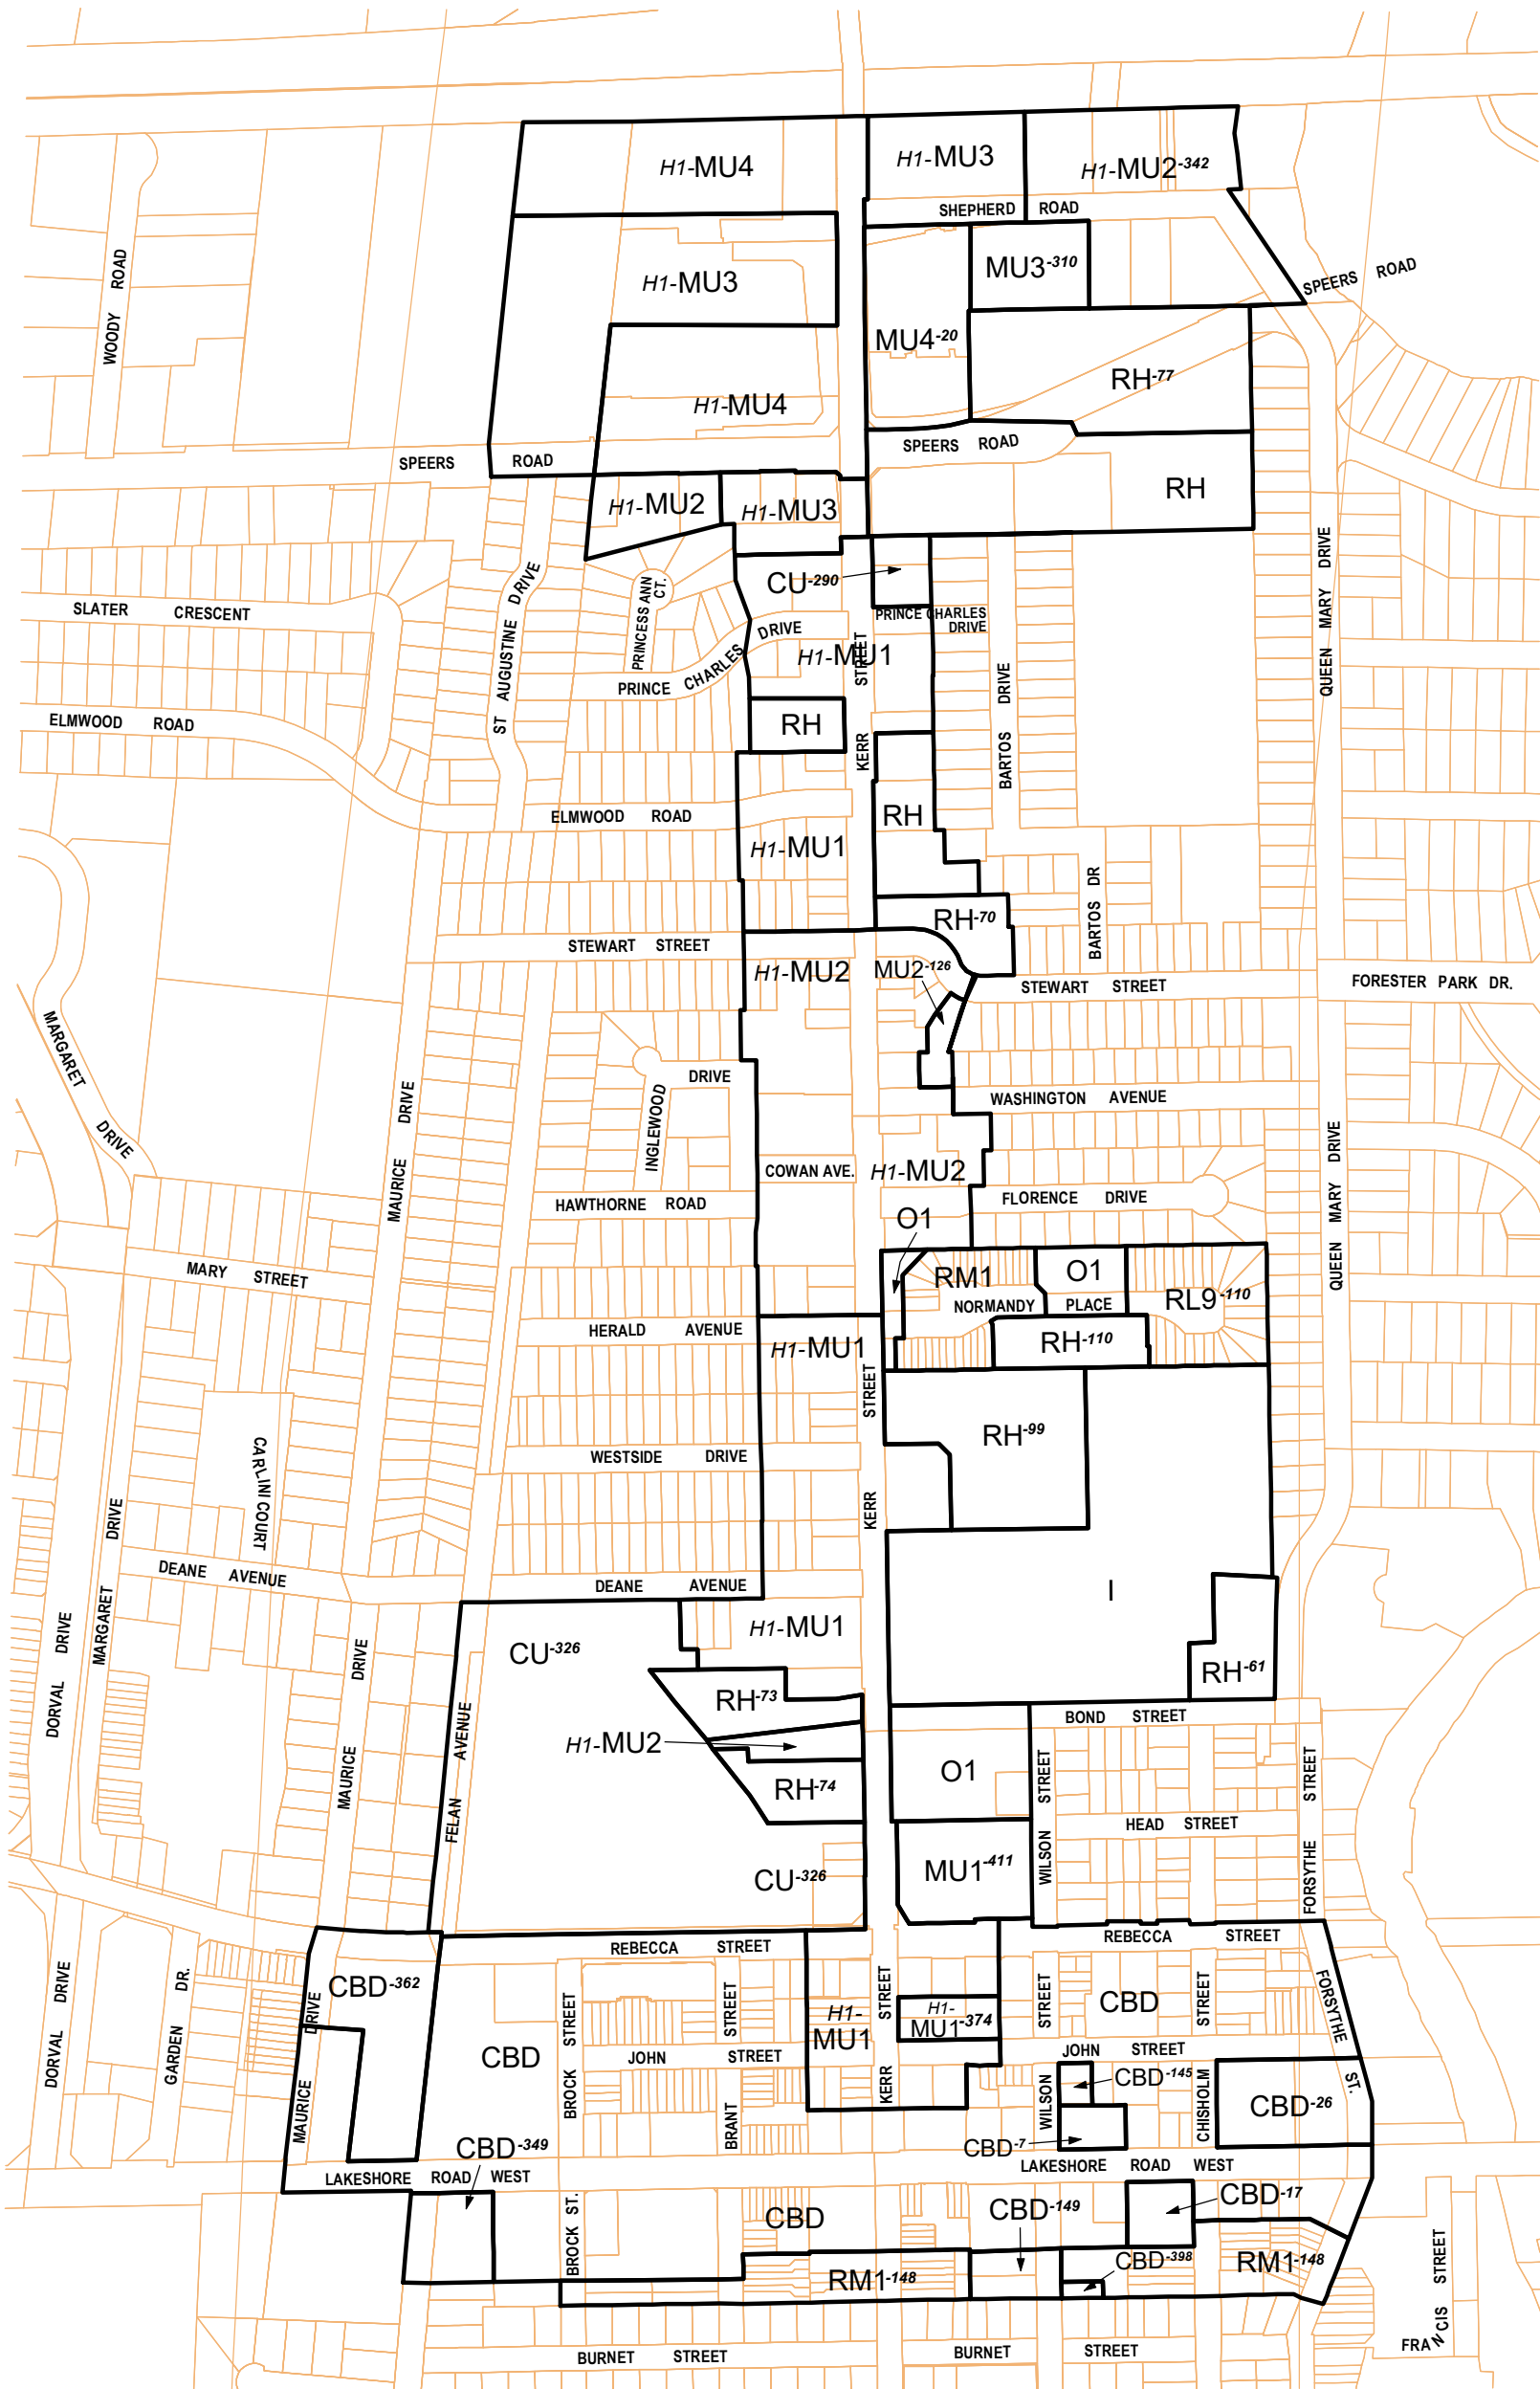 H1-MU4
H1-MU3
H1-MU2-342
SHEPHERD ROAD
WOODY ROAD
H1-MU3
MU3-310
SPEERS ROAD
MU4-20
RH-77
H1-MU4
SPEERS ROAD
SPEERS ROAD
H1-MU2
H1-MU3
RH
QUEEN MARY DRIVE
CU-290
SLATER CRESCENT
ST AUGUSTINE DRIVE
PRINCESS ANN CT.
PRINCE CHARLES DRIVE
PRINCE CHARLES
DRIVE
H1-MU1
KERR STREET
BARTOS DRIVE
ELMWOOD ROAD
RH
ELMWOOD ROAD
RH
H1-MU1
BARTOS DR
RH-70
STEWART STREET
H1-MU2
MU2-126
STEWART STREET
FORESTER PARK DR.
MARGARET DRIVE
INGLEWOOD DRIVE
WASHINGTON AVENUE
MAURICE DRIVE
COWAN AVE.
H1-MU2
HAWTHORNE ROAD
FLORENCE DRIVE
QUEEN MARY DRIVE
O1
MARY STREET
RM1
O1
RL9-110
NORMANDY PLACE
HERALD AVENUE
H1-MU1
RH-110
KERR STREET
RH-99
CARLINI COURT
WESTSIDE DRIVE
MARGARET DRIVE
DEANE AVENUE
DEANE AVENUE
I
H1-MU1
CU-326
DORVAL DRIVE
MAURICE DRIVE
RH-61
RH-73
BOND STREET
FELAN AVENUE
H1-MU2
O1
RH-74
WILSON STREET
HEAD STREET
FORSYTHE STREET
CU-326
MU1-411
REBECCA STREET
REBECCA STREET
DORVAL DRIVE
GARDEN DR.
CBD-362
MAURICE DRIVE
CBD
BROCK STREET
BRANT STREET
JOHN STREET
H1-
MU1
KERR STREET
H1-
MU1-374
CBD
WILSON STREET
CHISHOLM STREET
FORSYTHE ST.
JOHN STREET
CBD-145
CBD-26
CBD-7
CBD-349
LAKESHORE ROAD WEST
LAKESHORE ROAD WEST
BROCK ST.
CBD
CBD-149
CBD-17
CBD-398
RM1-148
RM1-148
BURNET STREET
BURNET STREET
FRANCIS STREET